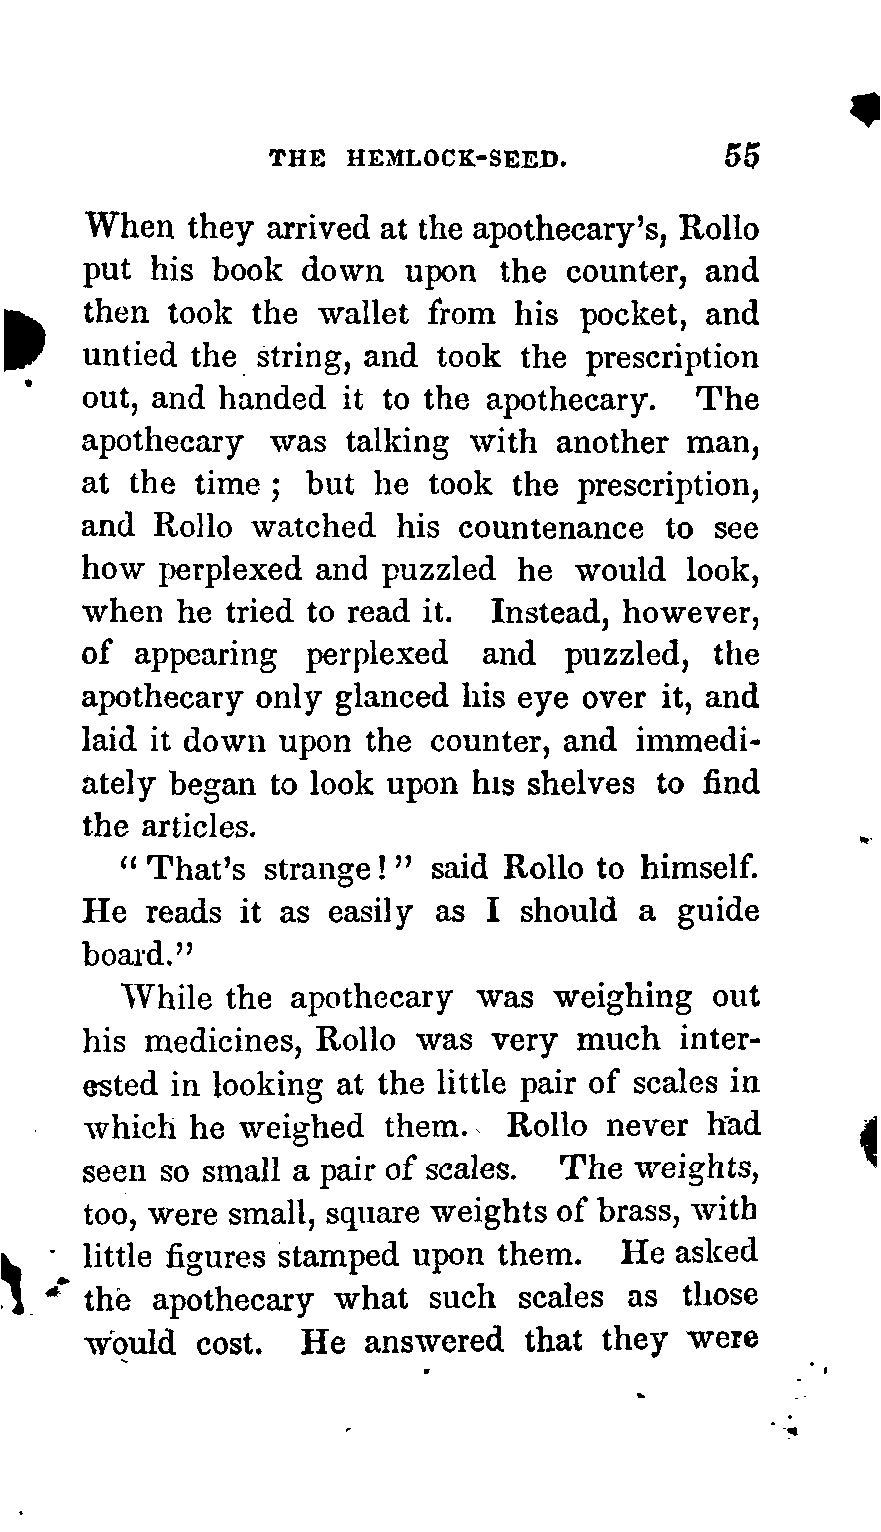 THE HEMLOCK-SEED. 55
When they arrived at the apothecary's, Rollo
put his book down upon the counter, and
then took the wallet from his pocket, and
untied the string, and took the prescription
out, and handed it to the apothecary. The
apothecary was talking with another man,
at the time ; but he took the prescription,
and Rollo watched his countenance to see
how perplexed and puzzled he would look,
when he tried to read it. Instead, however,
of appearing perplexed and puzzled, the
apothecary only glanced his eye over it, and
laid it down upon the counter, and immedi-
ately began to look upon his shelves to find
the articles.
"That's strange!" said Rollo to himself.
He reads it as easily as I should a guide
board."
While the apothecary was weighing out
his medicines, Rollo was very much inter-
ested in looking at the little pair of scales in
which he weighed them. Rollo never had
seen so small a pair of scales. The weights,
too, were small, square weights of brass, with
little figures stamped upon them. He asked
the apothecary what such scales as those
would cost. He answered that they were